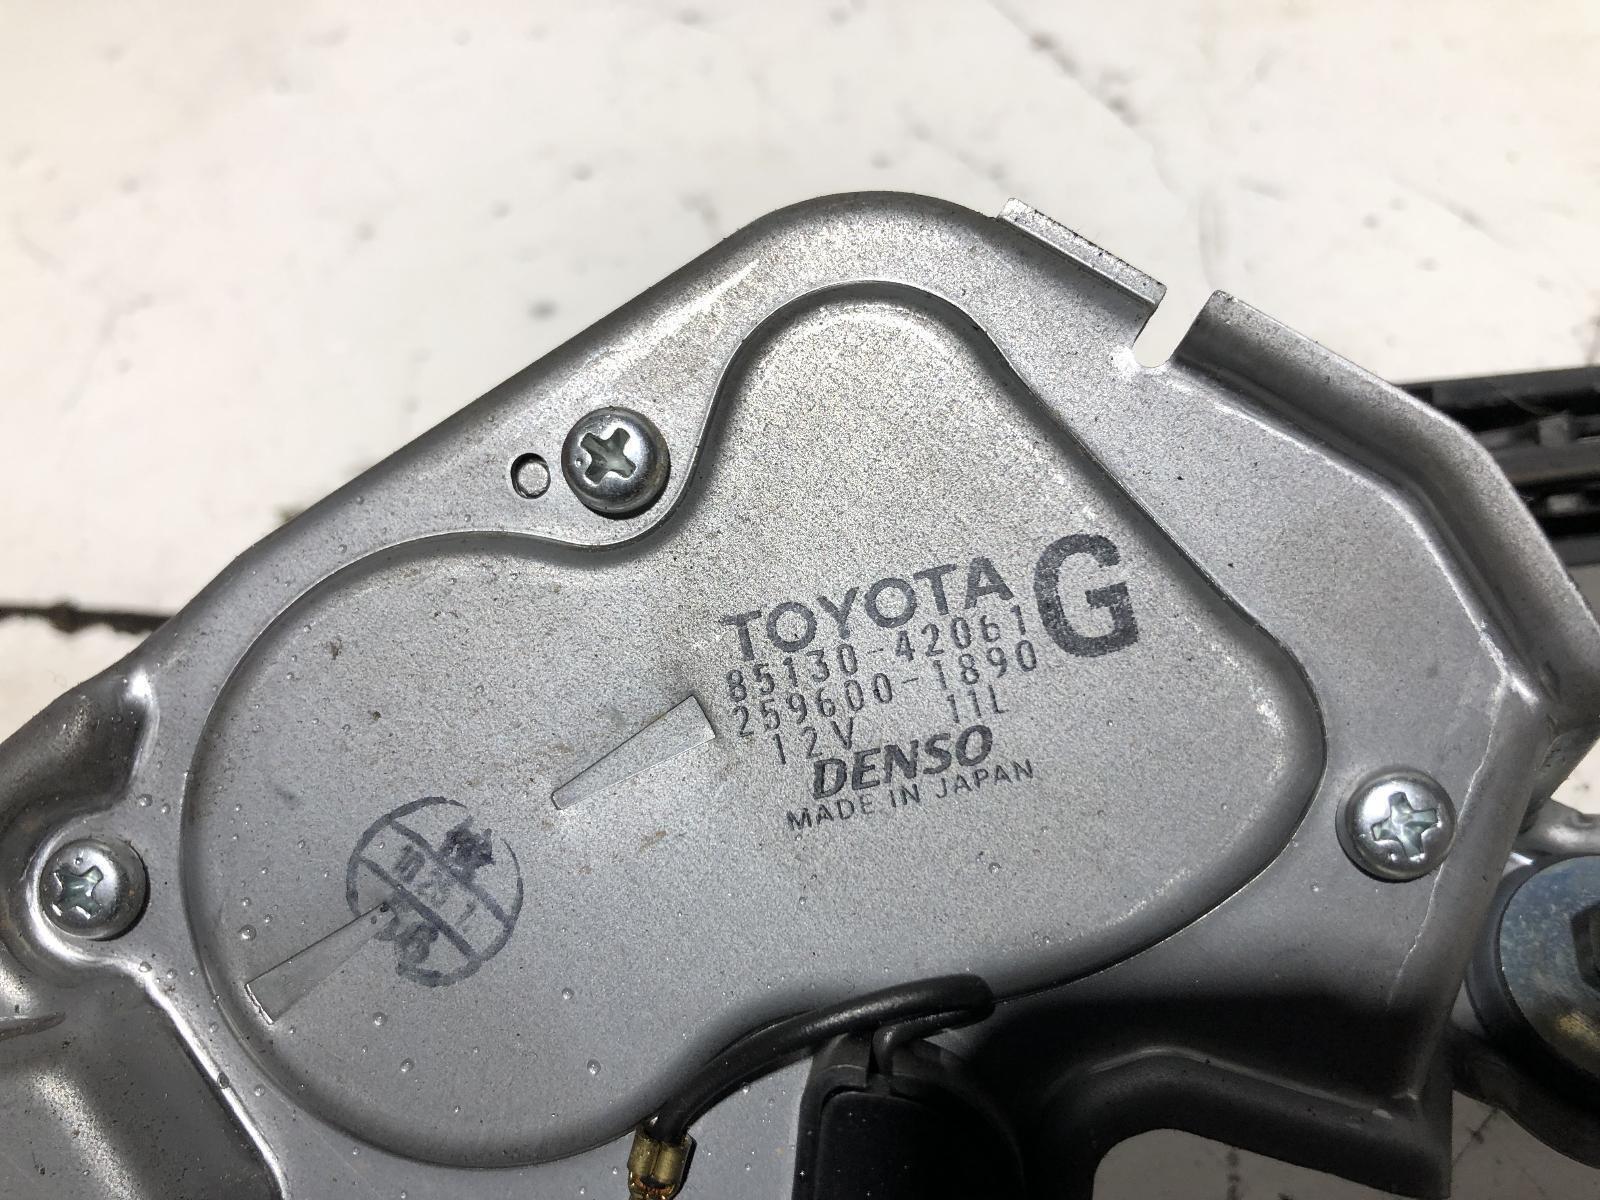 TOYOTA G
85130-42061
259600-1890
12V 11L
DENSO
MADE IN JAPAN